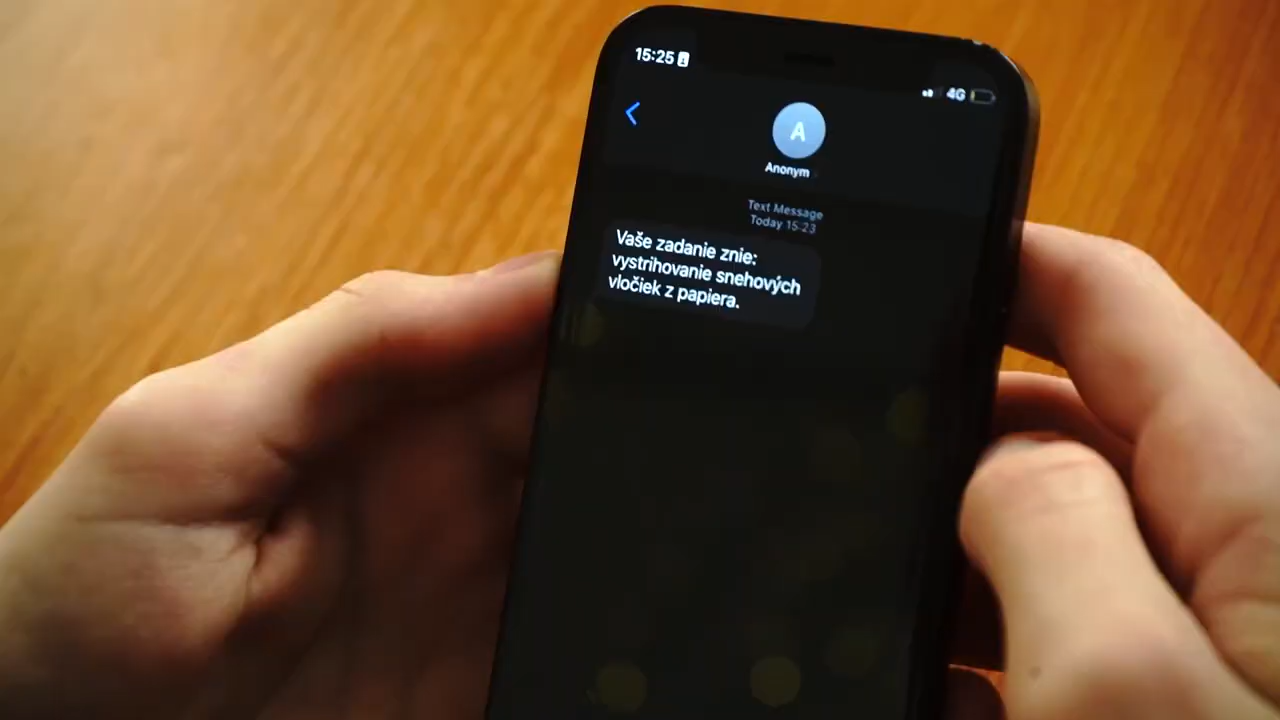 15:25
4G
A
Anonym
Text Message
Today 15:23
Vaše zadanie znie:
vystrihovanie snehových
vločiek z papiera.